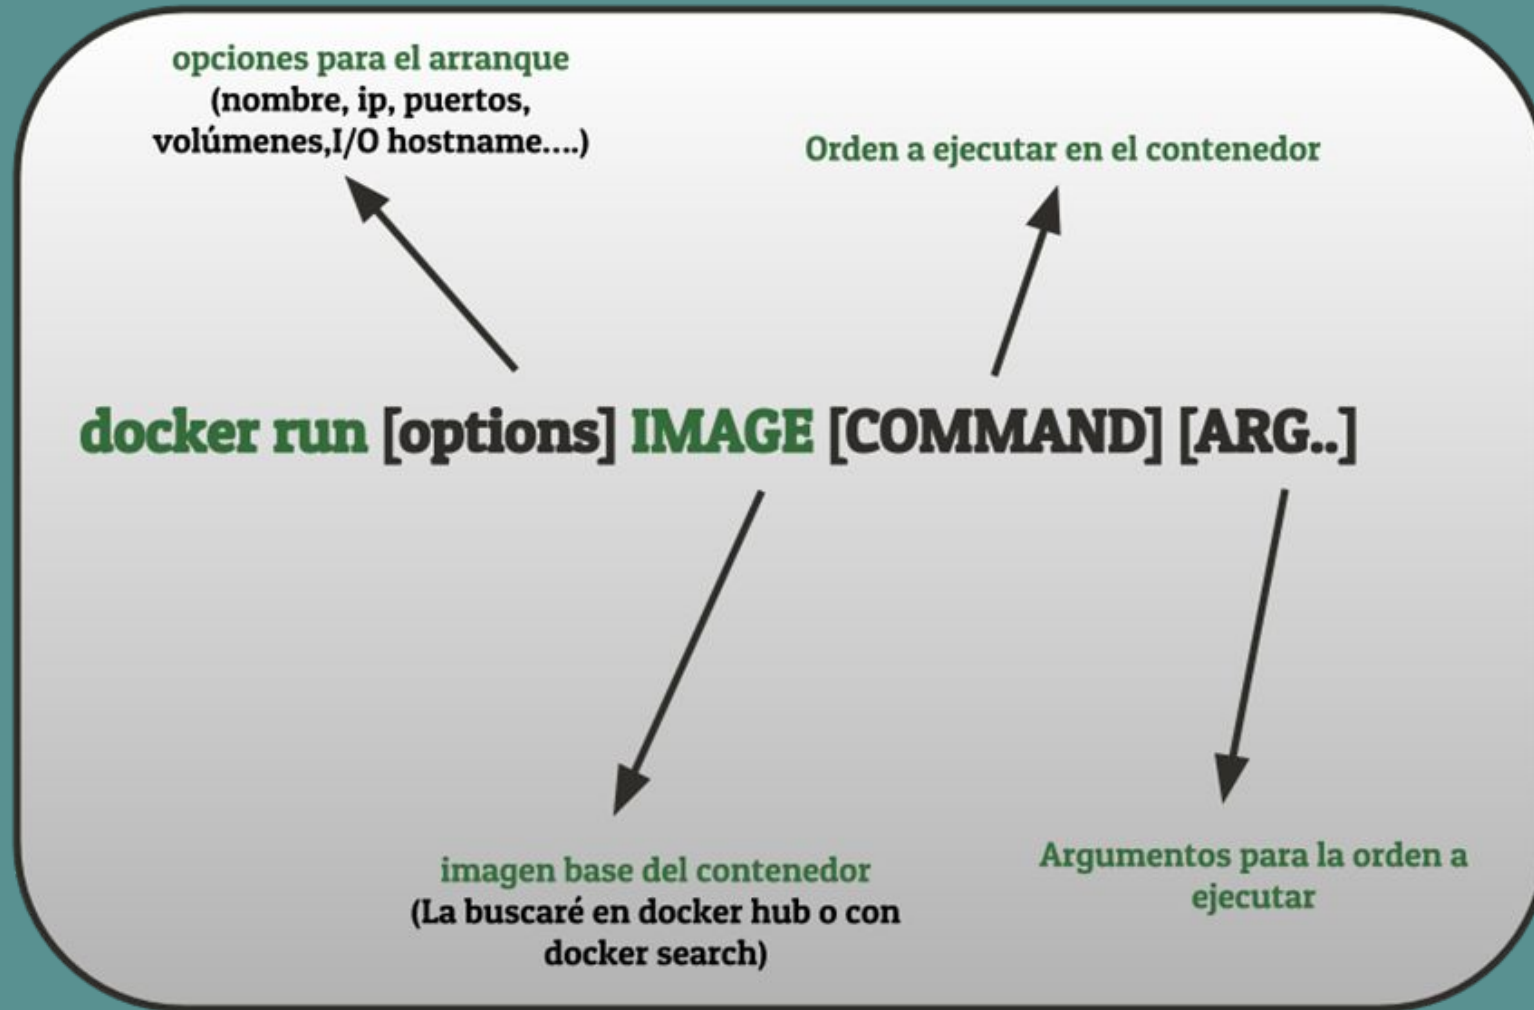 opciones para el arranque
(nombre, ip, puertos,
volúmenes,I/O hostname....)
Orden a ejecutar en el contenedor
docker run [options] IMAGE [COMMAND] [ARG..]
imagen base del contenedor
(La buscaré en docker hub o con
docker search)
Argumentos para la orden a
ejecutar